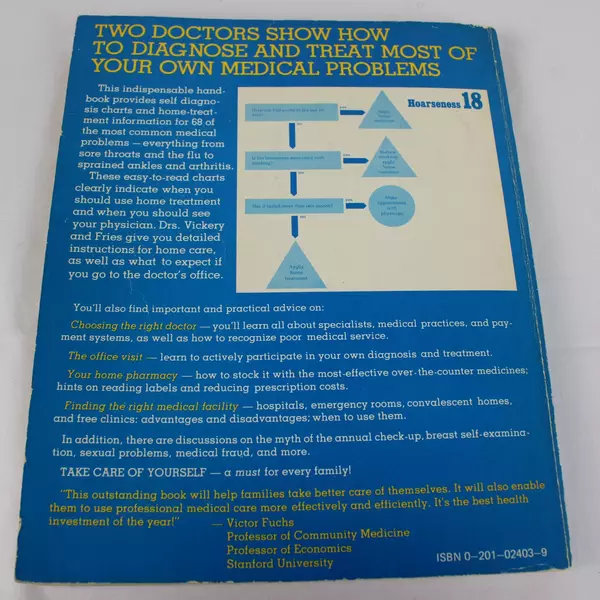 TWO DOCTORS SHOW HOW
TO DIAGNOSE AND TREAT MOST OF
YOUR OWN MEDICAL PROBLEMS
This indispensable hand-
book provides self diagno-
sis charts and home-treat-
ment information for 68 of
the most common medical
problems — everything from
sore throats and the flu to
sprained ankles and arthritis.
These easy-to-read charts
clearly indicate when you
should use home treatment
and when you should see
your physician. Drs. Vickery
and Fries give you detailed
instructions for home care,
as well as what to expect if
you go to the doctor's office.
Hoarseness 18
Apply
home
treatment
You'll also find important and practical advice on:
Choosing the right doctor — you'll learn all about specialists, medical practices, and pay-
ment systems, as well as how to recognize poor medical service.
The office visit — learn to actively participate in your own diagnosis and treatment.
Your home pharmacy — how to stock it with the most-effective over-the-counter medicines;
hints on reading labels and reducing prescription costs.
Finding the right medical facility — hospitals, emergency rooms, convalescent homes,
and free clinics: advantages and disadvantages; when to use them.
In addition, there are discussions on the myth of the annual check-up, breast self-examina-
tion, sexual problems, medical fraud, and more.
TAKE CARE OF YOURSELF — a must for every family!
"This outstanding book will help families take better care of themselves. It will also enable
them to use professional medical care more effectively and efficiently. It's the best health
investment of the year!" — Victor Fuchs
Professor of Community Medicine
Professor of Economics
Stanford University
ISBN 0-201-02403-9